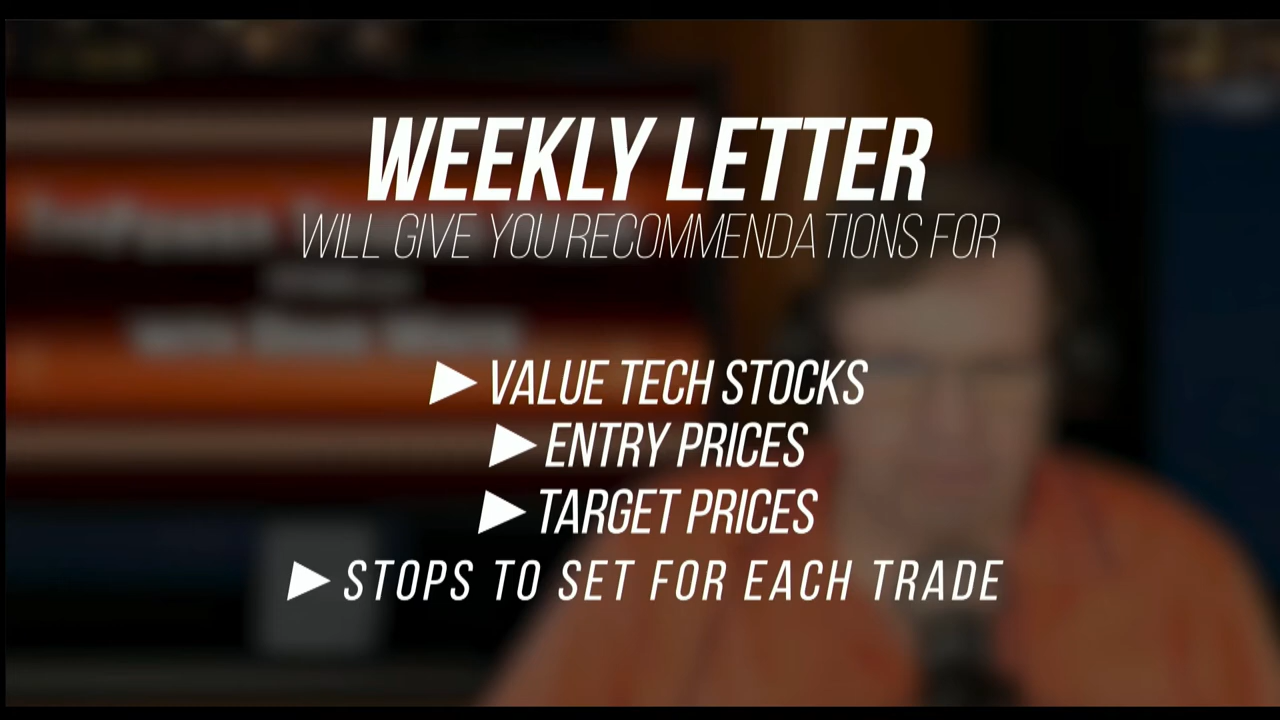 WEEKLY LETTER
WILL GIVE YOU RECOMMENDATIONS FOR
▶ VALUE TECH STOCKS
▶ ENTRY PRICES
▶ TARGET PRICES
▶ STOPS TO SET FOR EACH TRADE